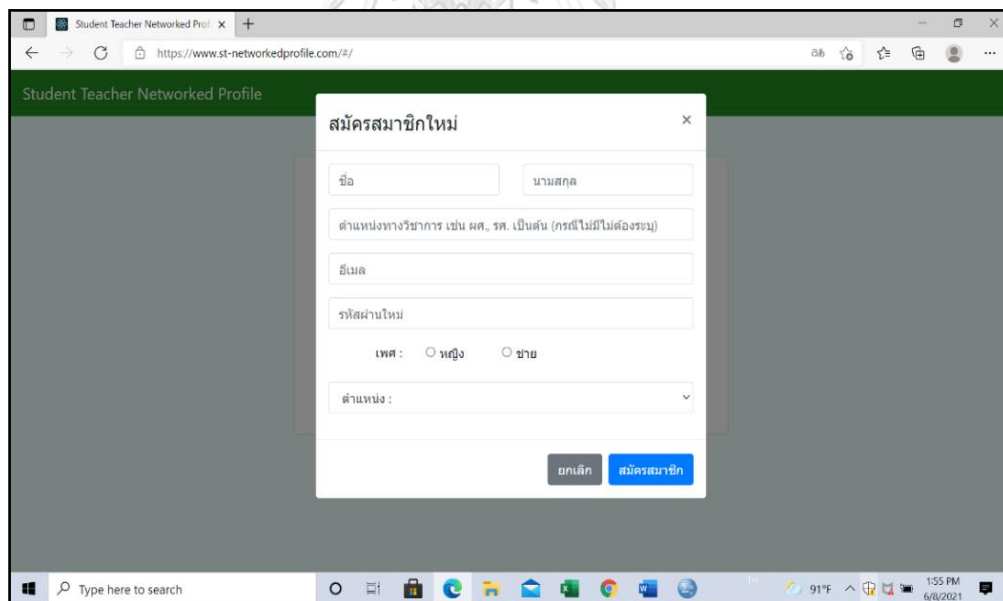 Student Teacher Networked Prof
https://www.st-networkedprofile.com/#/
Student Teacher Networked Profile
สมัครสมาชิกใหม่
ชื่อ นามสกุล
ตำแหน่งทางวิชาการ เช่น ผศ., รศ. เป็นต้น (กรณีไม่มีไม่ต้องระบุ)
อีเมล
รหัสผ่านใหม่
เพศ : หญิง ชาย
ตำแหน่ง :
ยกเลิก สมัครสมาชิก
Type here to search 91°F 1:55 PM
6/8/2021